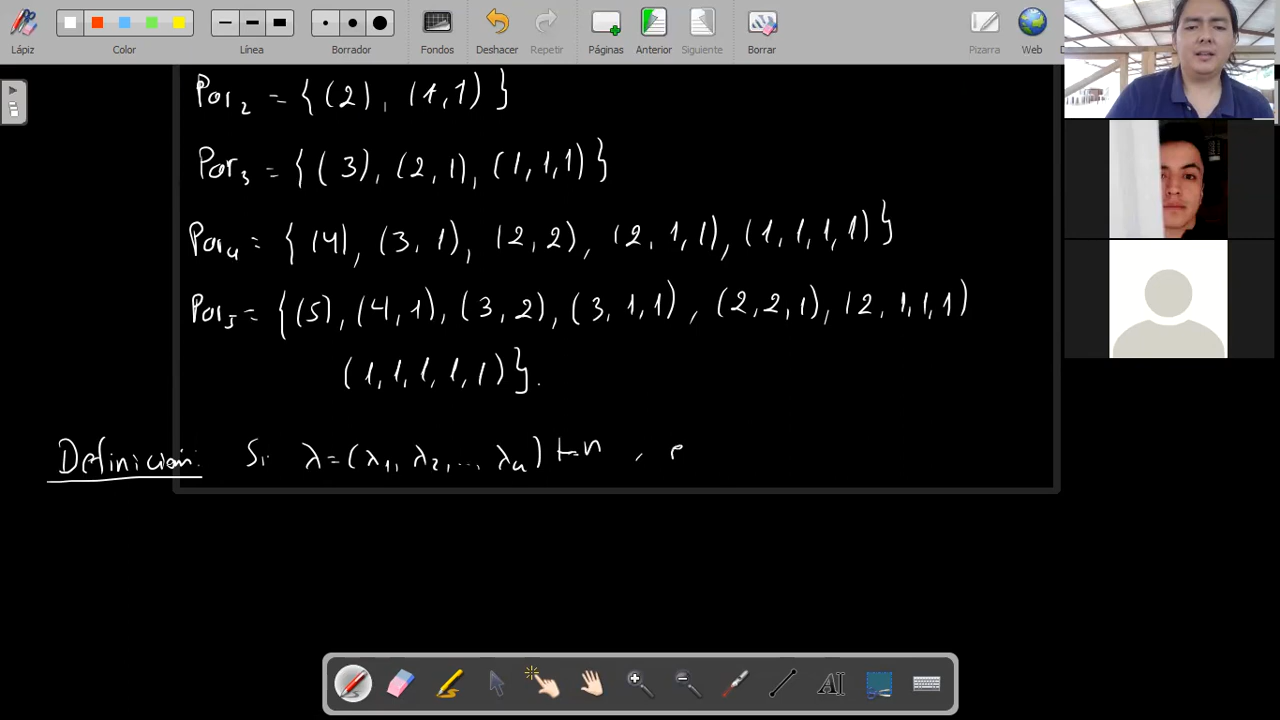 Lápiz Color Línea Borrador Fondos Deshacer Repetir Páginas Anterior Siguiente Borrar Pizarra Web
Par₂ = {(2), (1,1)}
Par₃ = {(3), (2,1), (1,1,1)}
Par₄ = {(4), (3,1), (2,2), (2,1,1), (1,1,1,1)}
Par₅ = {(5), (4,1), (3,2), (3,1,1), (2,2,1), (2,1,1,1)
(1,1,1,1,1)}.
Definición: Si λ=(λ₁, λ₂,... λₖ) ⊢n , e
AI